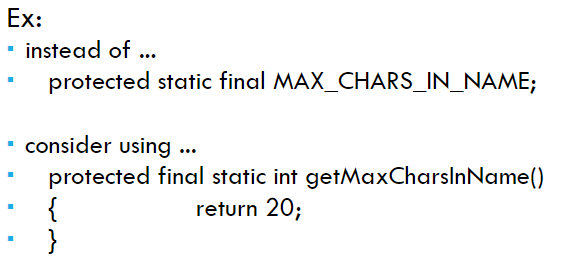 Ex:
▪ instead of ...
▪ protected static final MAX_CHARS_IN_NAME;
▪ consider using ...
▪ protected final static int getMaxCharsInName()
▪ { return 20;
▪ }